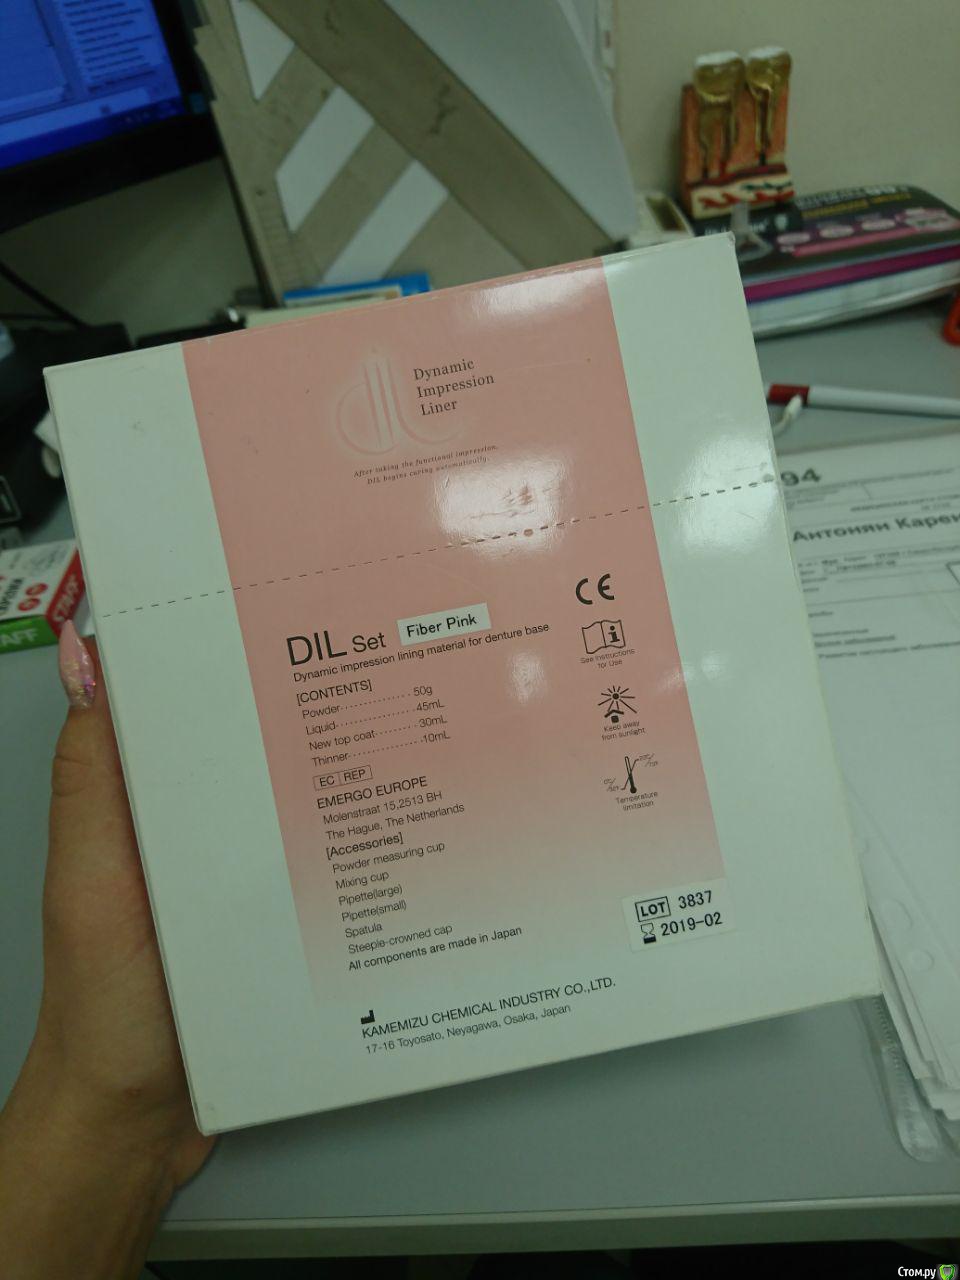 Dynamic
Impression
Liner
After taking the functional impression,
DIL begins curing automatically.
DIL Set Fiber Pink
Dynamic impression lining material for denture base
[CONTENTS]
Powder················50g
Liquid··················45mL
New top coat·········30mL
Thinner················10mL
EC REP
EMERGO EUROPE
Molenstraat 15,2513 BH
The Hague, The Netherlands
[Accessories]
Powder measuring cup
Mixing cup
Pipette(large)
Pipette(small)
Spatula
Steeple-crowned cap
All components are made in Japan
CE
See Instructions
for Use
Keep away
from sunlight
Temperature
limitation
LOT 3837
2019-02
KAMEMIZU CHEMICAL INDUSTRY CO.,LTD.
17-16 Toyosato, Neyagawa, Osaka, Japan
94
Антонян Карен
Стом.ру